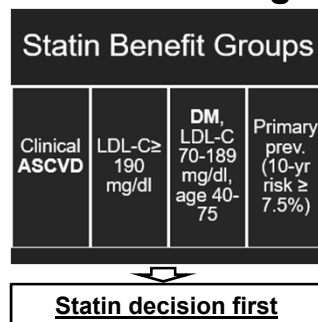 Statin Benefit Groups
Clinical
ASCVD
LDL-C≥
190
mg/dl
DM,
LDL-C
70-189
mg/dl,
age 40-
75
Primary
prev.
(10-yr
risk ≥
7.5%)
Statin decision first